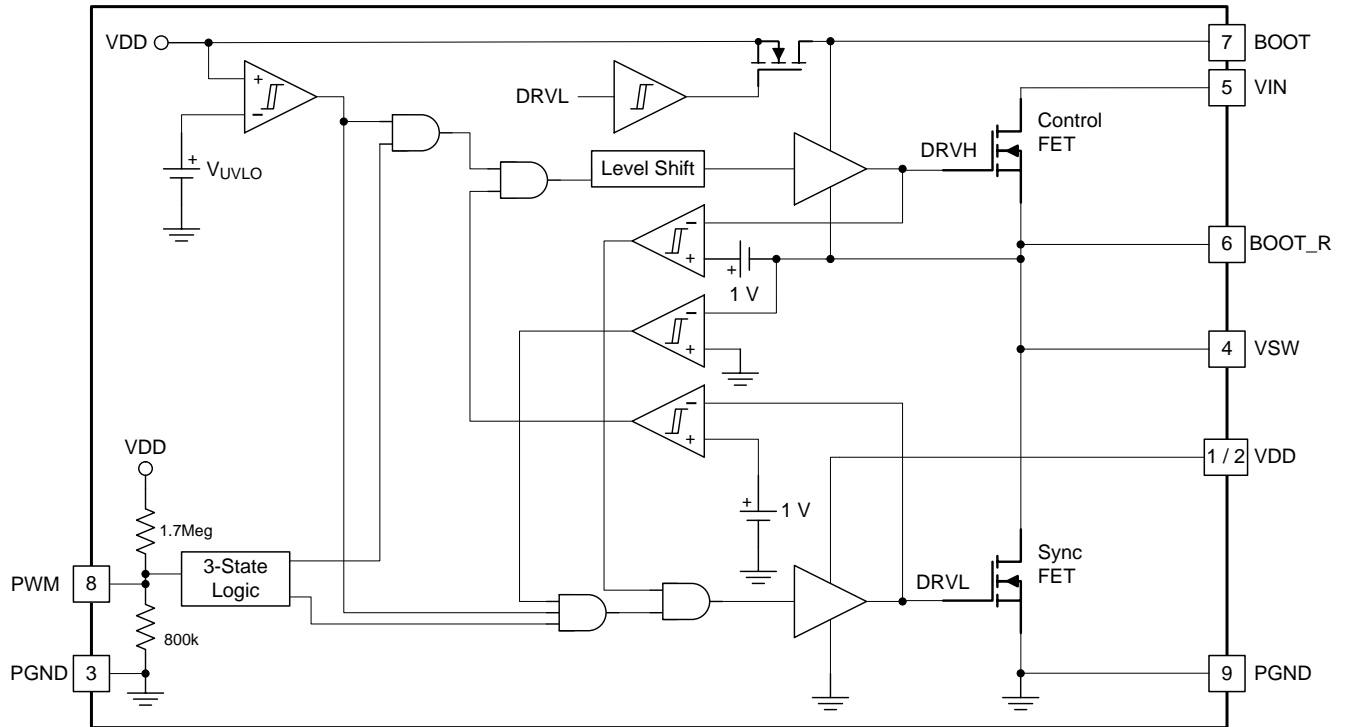 VDD
7
BOOT
5
VIN
DRVL
+
−
Control
FET
DRVH
VUVLO
+
Level Shift
−
+
+
1 V
6
BOOT_R
−
+
4
VSW
−
+
VDD
1 / 2
VDD
+
1 V
1.7Meg
3-State
Logic
PWM
8
Sync
FET
DRVL
800k
PGND
3
9
PGND